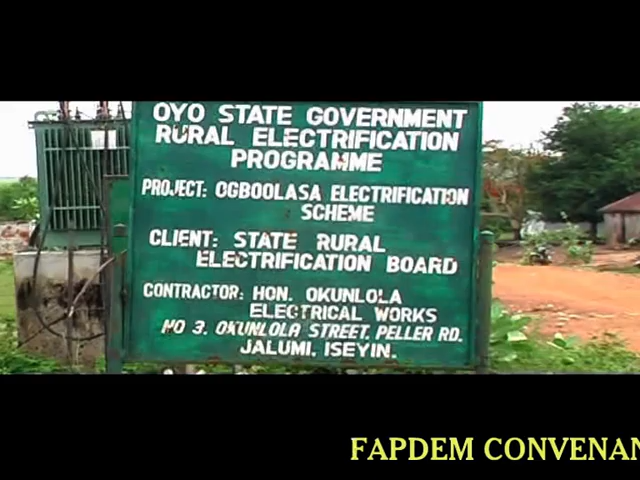 OYO STATE GOVERNMENT
RURAL ELECTRIFICATION
PROGRAMME
PROJECT: OGBOOLASA ELECTRIFICATION
SCHEME
CLIENT: STATE RURAL
ELECTRIFICATION BOARD
CONTRACTOR: HON. OKUNLOLA
ELECTRICAL WORKS
NO 3. OKUNLOLA STREET, PELLER RD.
JALUMI. ISEYIN.
FAPDEM CONVENAN